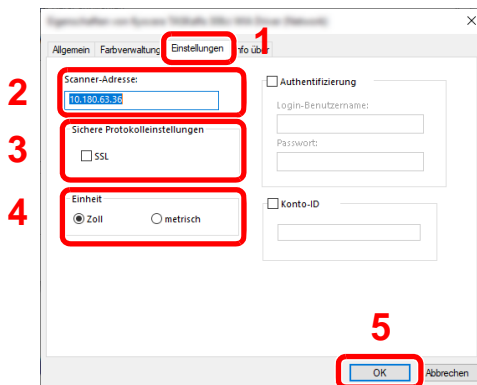 1
Allgemein Farbverwaltung Einstellungen nfo über
2
Scanner-Adresse:
10.180.63.36
3
Sichere Protokolleinstellungen
SSL
4
Einheit
Zoll metrisch
Authentifizierung
Login-Benutzername:
Passwort:
Konto-ID
5
OK Abbrechen